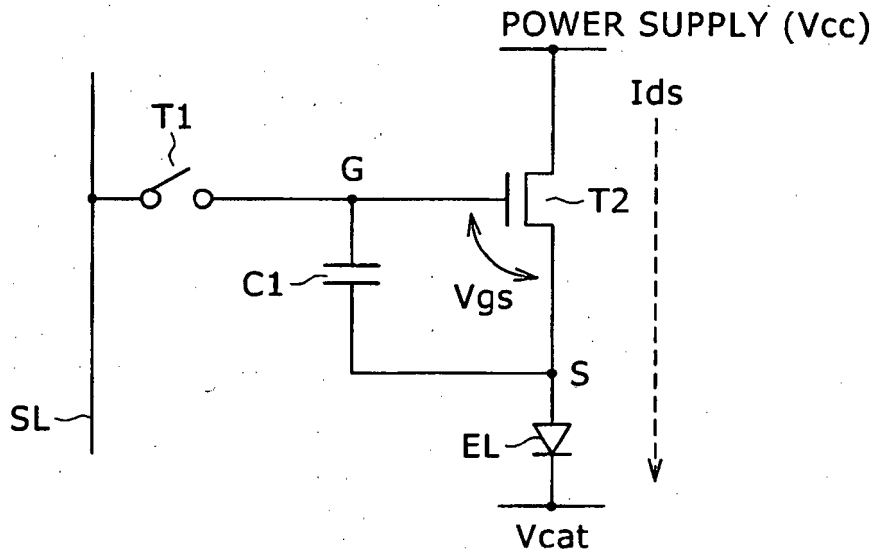 POWER SUPPLY (Vcc)
Ids
T1
G
T2
C1
Vgs
S
SL
EL
Vcat